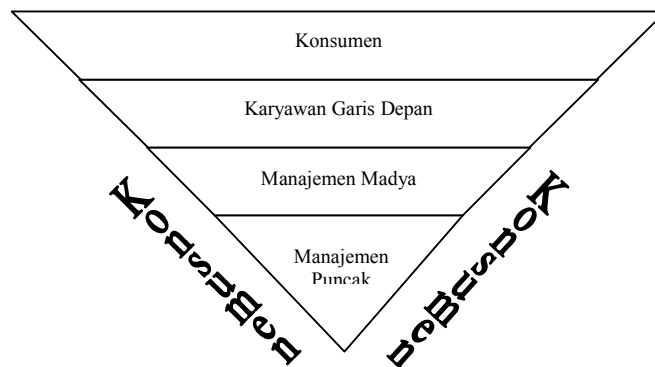 Konsumen
Karyawan Garis Depan
Manajemen Madya
Manajemen
Puncak
Konsumen
Konsumen